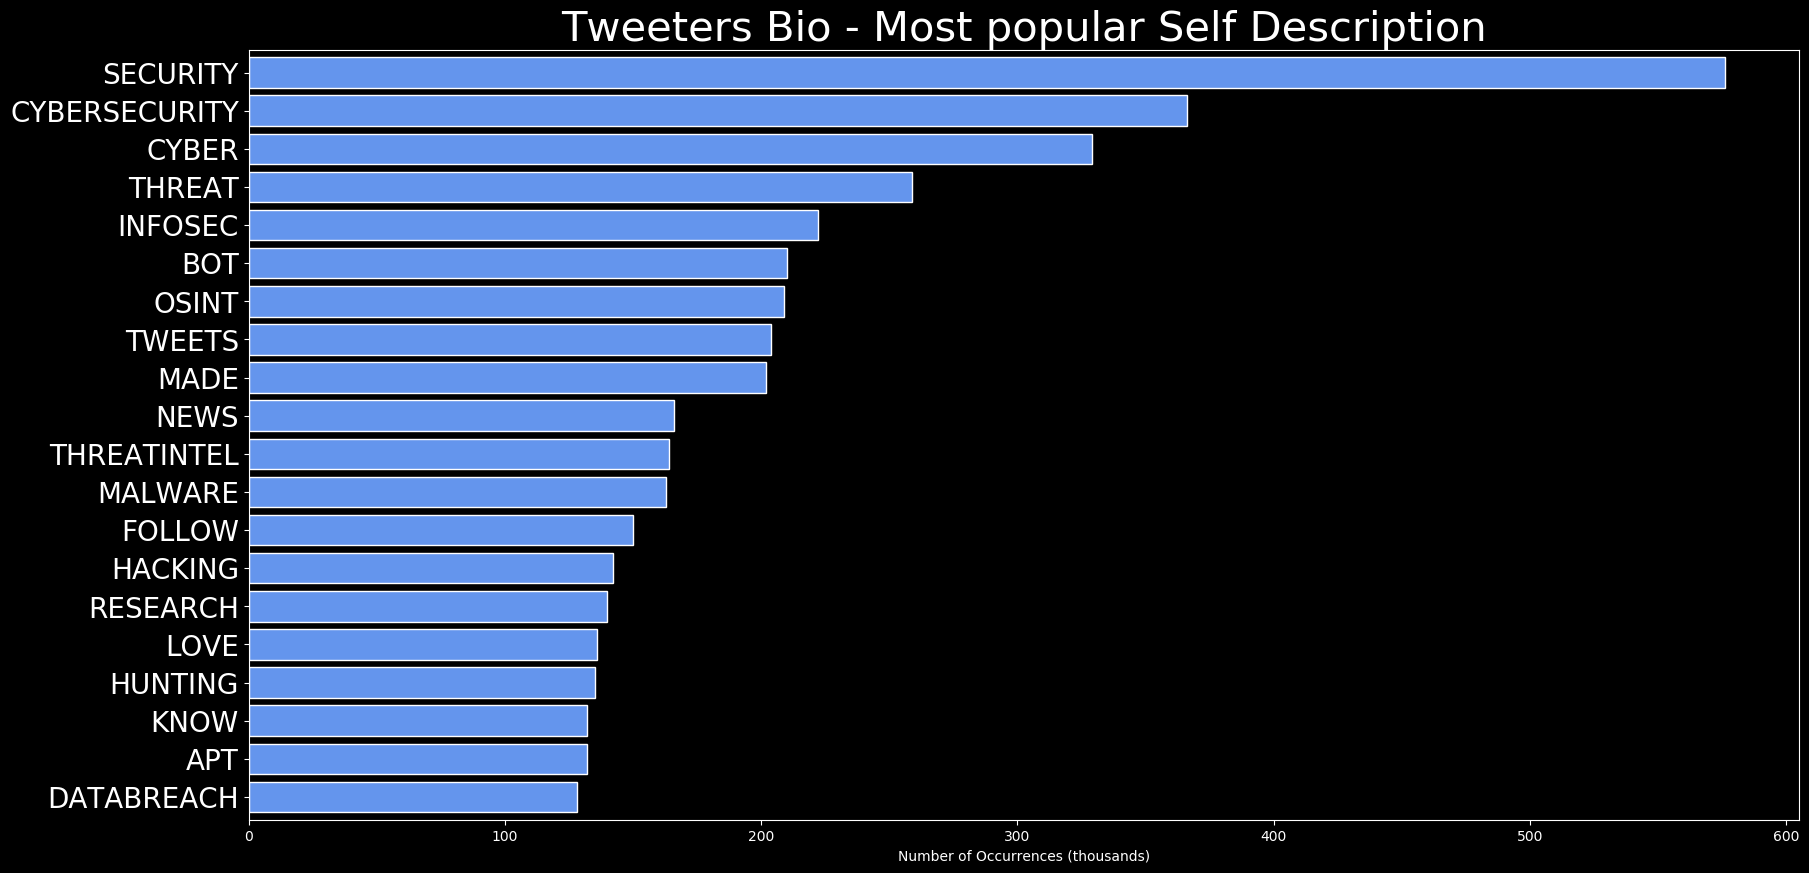 Tweeters Bio - Most popular Self Description
SECURITY
CYBERSECURITY
CYBER
THREAT
INFOSEC
BOT
OSINT
TWEETS
MADE
NEWS
THREATINTEL
MALWARE
FOLLOW
HACKING
RESEARCH
LOVE
HUNTING
KNOW
APT
DATABREACH
0 100 200 300 400 500 600
Number of Occurrences (thousands)